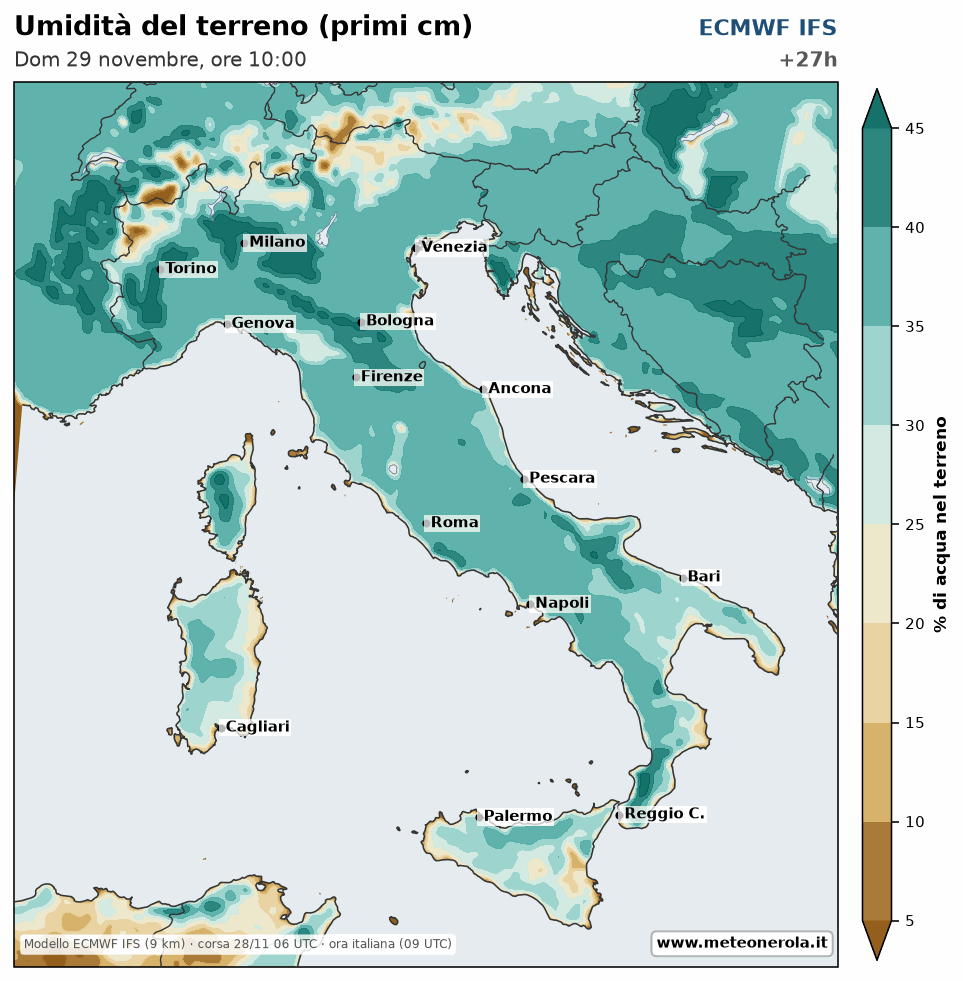 Umidità del terreno (primi cm)
ECMWF IFS
Dom 29 novembre, ore 10:00
+27h
45
40
35
30
25
20
15
10
5
% di acqua nel terreno
Milano
Venezia
Torino
Genova
Bologna
Firenze
Ancona
Pescara
Roma
Bari
Napoli
Cagliari
Palermo
Reggio C.
Modello ECMWF IFS (9 km) · corsa 28/11 06 UTC · ora italiana (09 UTC)
www.meteonerola.it